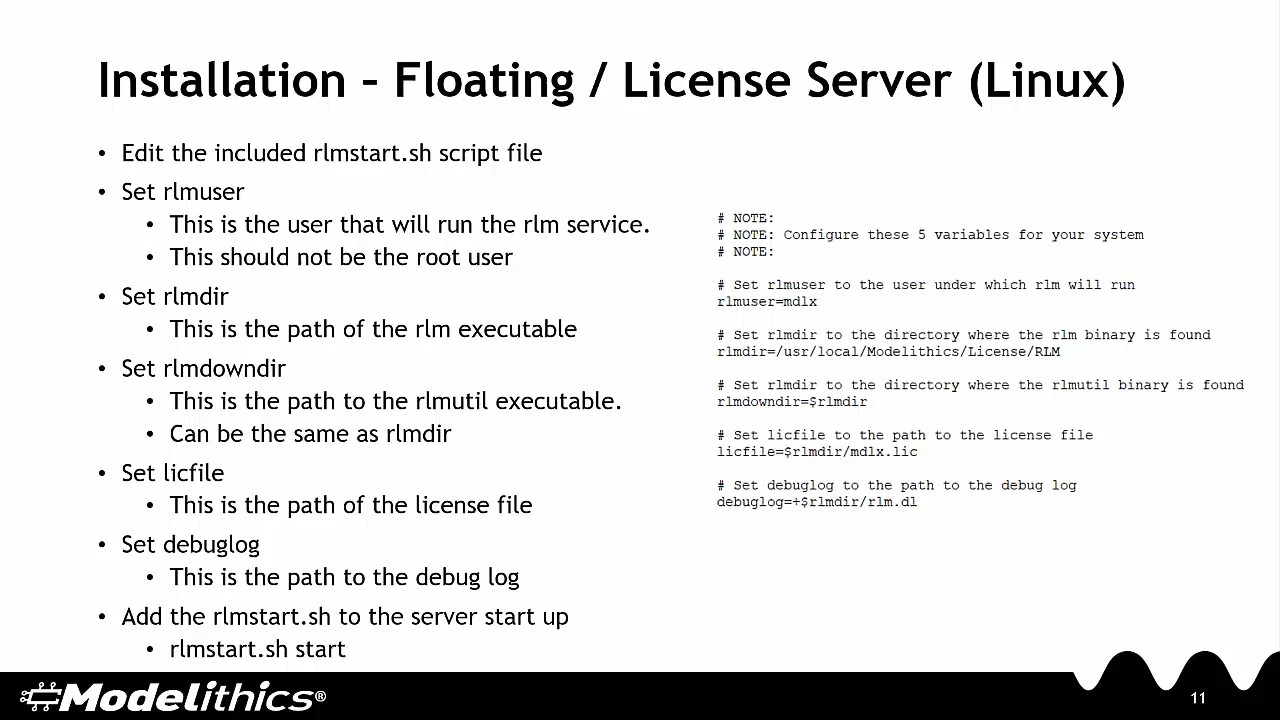 Installation – Floating / License Server (Linux)
• Edit the included rlmstart.sh script file
• Set rlmuser
• This is the user that will run the rlm service.
• This should not be the root user
• Set rlmdir
• This is the path of the rlm executable
• Set rlmdowndir
• This is the path to the rlmutil executable.
• Can be the same as rlmdir
• Set licfile
• This is the path of the license file
• Set debuglog
• This is the path to the debug log
• Add the rlmstart.sh to the server start up
• rlmstart.sh start
# NOTE:
# NOTE: Configure these 5 variables for your system
# NOTE:
# Set rlmuser to the user under which rlm will run
rlmuser=mdlx
# Set rlmdir to the directory where the rlm binary is found
rlmdir=/usr/local/Modelithics/License/RLM
# Set rlmdir to the directory where the rlmutil binary is found
rlmdowndir=$rlmdir
# Set licfile to the path to the license file
licfile=$rlmdir/mdlx.lic
# Set debuglog to the path to the debug log
debuglog=+$rlmdir/rlm.dl
Modelithics®
11